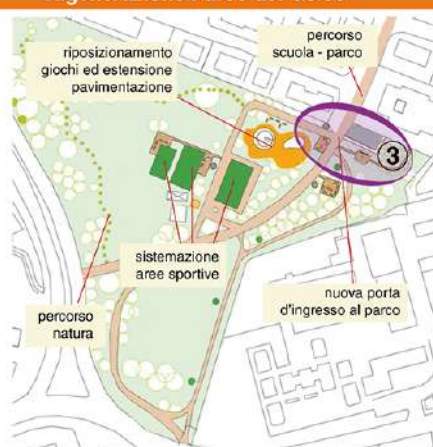 percorso
scuola - parco
riposizionamento
giochi ed estensione
pavimentazione
3
sistemazione
aree sportive
percorso
natura
nuova porta
d'ingresso al parco